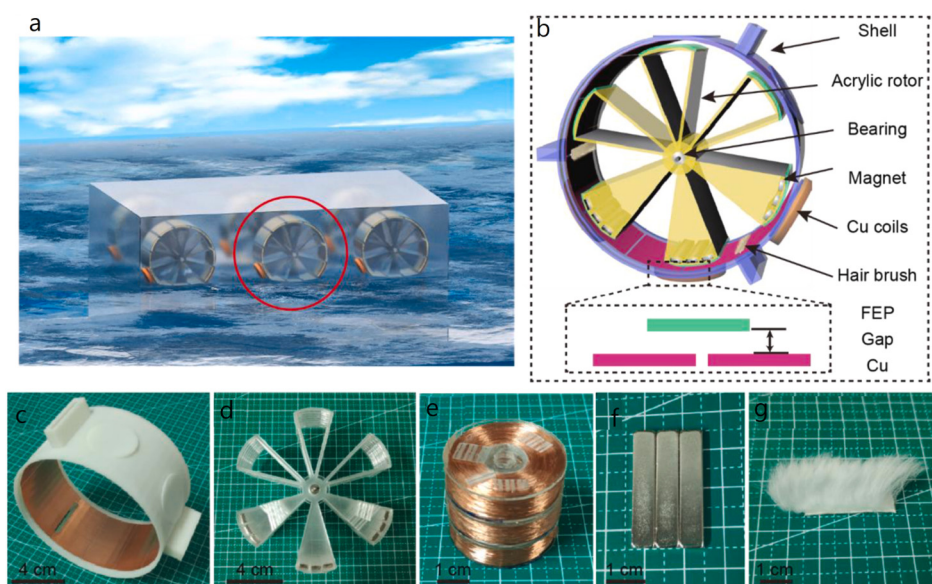 a
b
Shell
Acrylic rotor
Bearing
Magnet
Cu coils
Hair brush
FEP
Gap
Cu
c
d
e
f
g
4 cm
4 cm
1 cm
1 cm
1 cm